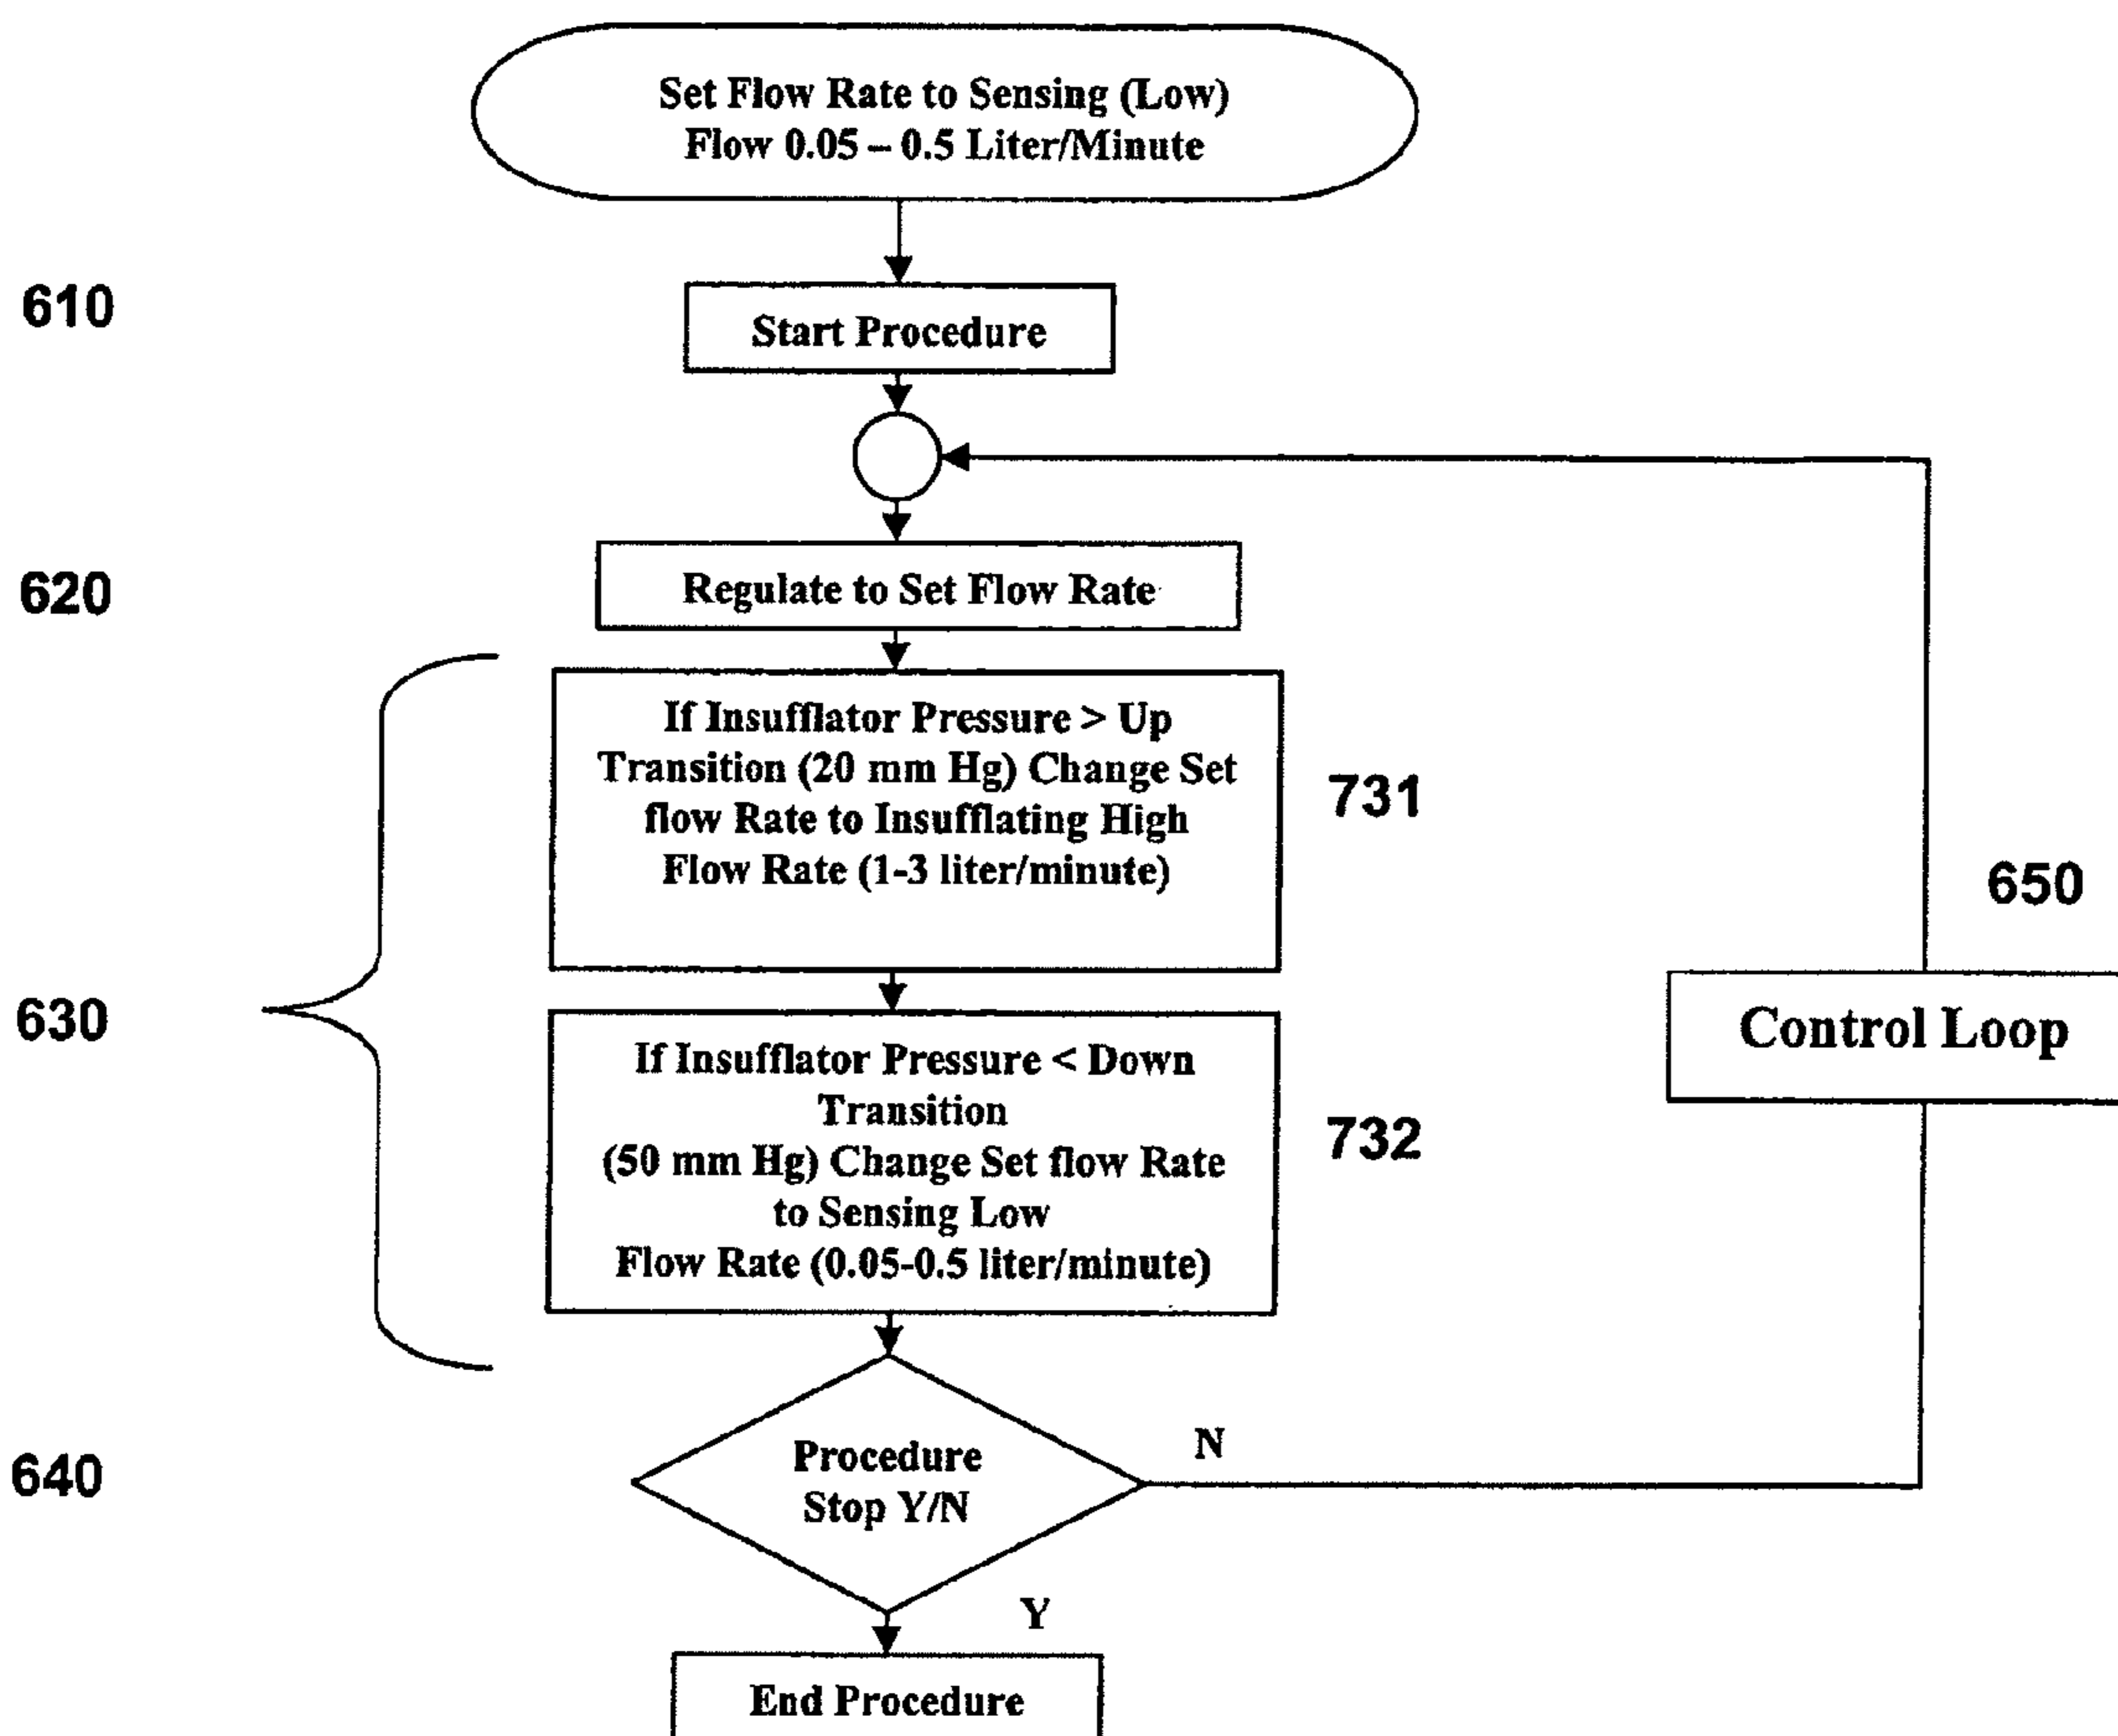 Set Flow Rate to Sensing (Low)
Flow 0.05 – 0.5 Liter/Minute
610
Start Procedure
620
Regulate to Set Flow Rate
If Insufflator Pressure > Up
Transition (20 mm Hg) Change Set
flow Rate to Insufflating High
Flow Rate (1-3 liter/minute)
731
650
630
Control Loop
If Insufflator Pressure < Down
Transition
(50 mm Hg) Change Set flow Rate
to Sensing Low
Flow Rate (0.05-0.5 liter/minute)
732
640
Procedure
Stop Y/N
N
Y
End Procedure